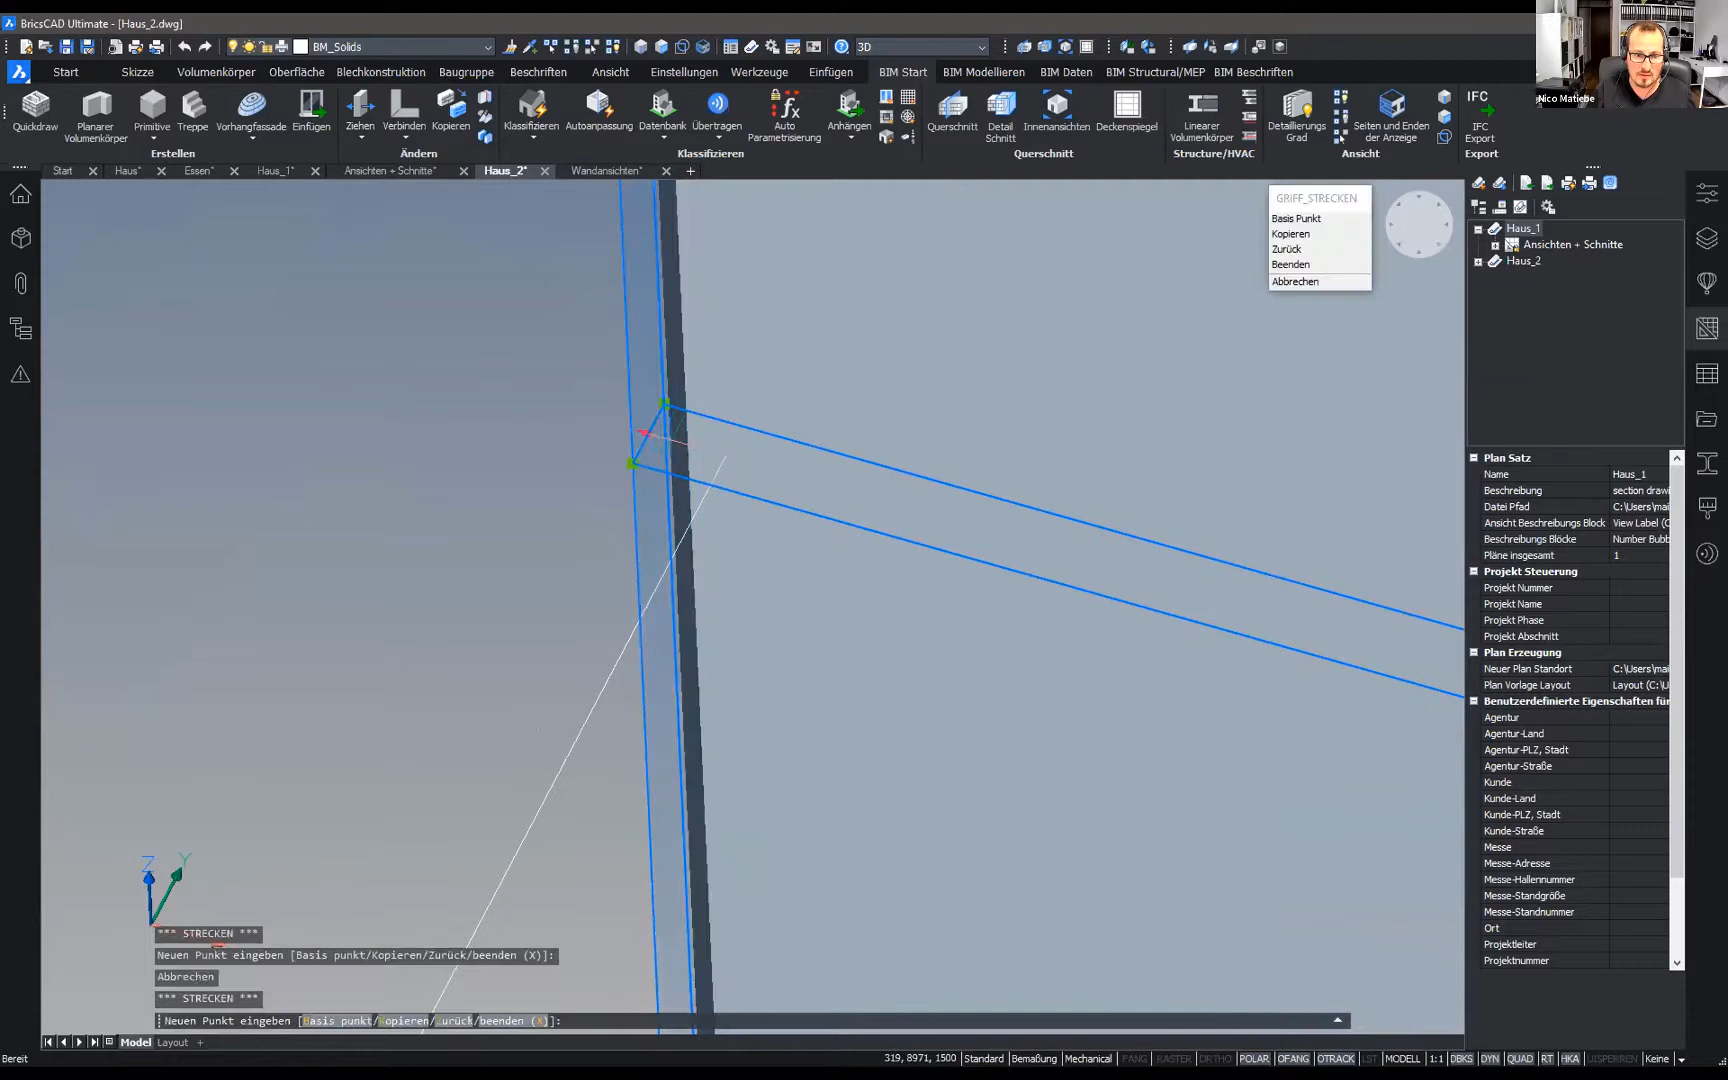 BricsCAD Ultimate - [Haus_2.dwg]
BM_Solids
3D
Start Skizze Volumenkörper Oberfläche Blechkonstruktion Baugruppe Beschriften Ansicht Einstellungen Werkzeuge Einfügen BIM Start BIM Modellieren BIM Daten BIM Structural/MEP BIM Beschriften
Nico Matiebe
Quickdraw Planarer Volumenkörper Primitive Treppe Vorhangfassade Einfügen Ziehen Verbinden Kopieren Klassifizieren Autoanpassung Datenbank Übertragen Auto Parametrisierung Anhängen Querschnitt Detail Schnitt Innenansichten Deckenspiegel Linearer Volumenkörper Detaillierungs Grad Seiten und Enden der Anzeige IFC IFC Export
Erstellen Ändern Klassifizieren Querschnitt Structure/HVAC Ansicht Export
Start Haus* Essen* Haus_1* Ansichten + Schnitte* Haus_2* Wandansichten*
GRIFF_STRECKEN
Basis Punkt
Kopieren
Zurück
Beenden
Abbrechen
Haus_1
Ansichten + Schnitte
Haus_2
Plan Satz
Name Haus_1
Beschreibung section draw
Datei Pfad C:\Users\mai
Ansicht Beschreibungs Block View Label (C
Beschreibungs Blöcke Number Bubb
Pläne insgesamt 1
Projekt Steuerung
Projekt Nummer
Projekt Name
Projekt Phase
Projekt Abschnitt
Plan Erzeugung
Neuer Plan Standort C:\Users\mai
Plan Vorlage Layout Layout (C:\U
Benutzerdefinierte Eigenschaften für
Agentur
Agentur-Land
Agentur-PLZ, Stadt
Agentur-Straße
Kunde
Kunde-Land
Kunde-PLZ, Stadt
Kunde-Straße
Messe
Messe-Adresse
Messe-Hallennummer
Messe-Standgröße
Messe-Standnummer
Ort
Projektleiter
Projektnummer
Z Y
*** STRECKEN ***
Neuen Punkt eingeben [Basis punkt/Kopieren/Zurück/beenden (X)]:
Abbrechen
*** STRECKEN ***
Neuen Punkt eingeben [Basis punkt/Kopieren/Zurück/beenden (X)]:
Model Layout +
Bereit
319, 8971, 1500 Standard Bemaßung Mechanical FANG RASTER ORTHO POLAR OFANG OTRACK LST MODELL 1:1 DBKS DYN QUAD RT HKA UISPERREN Keine